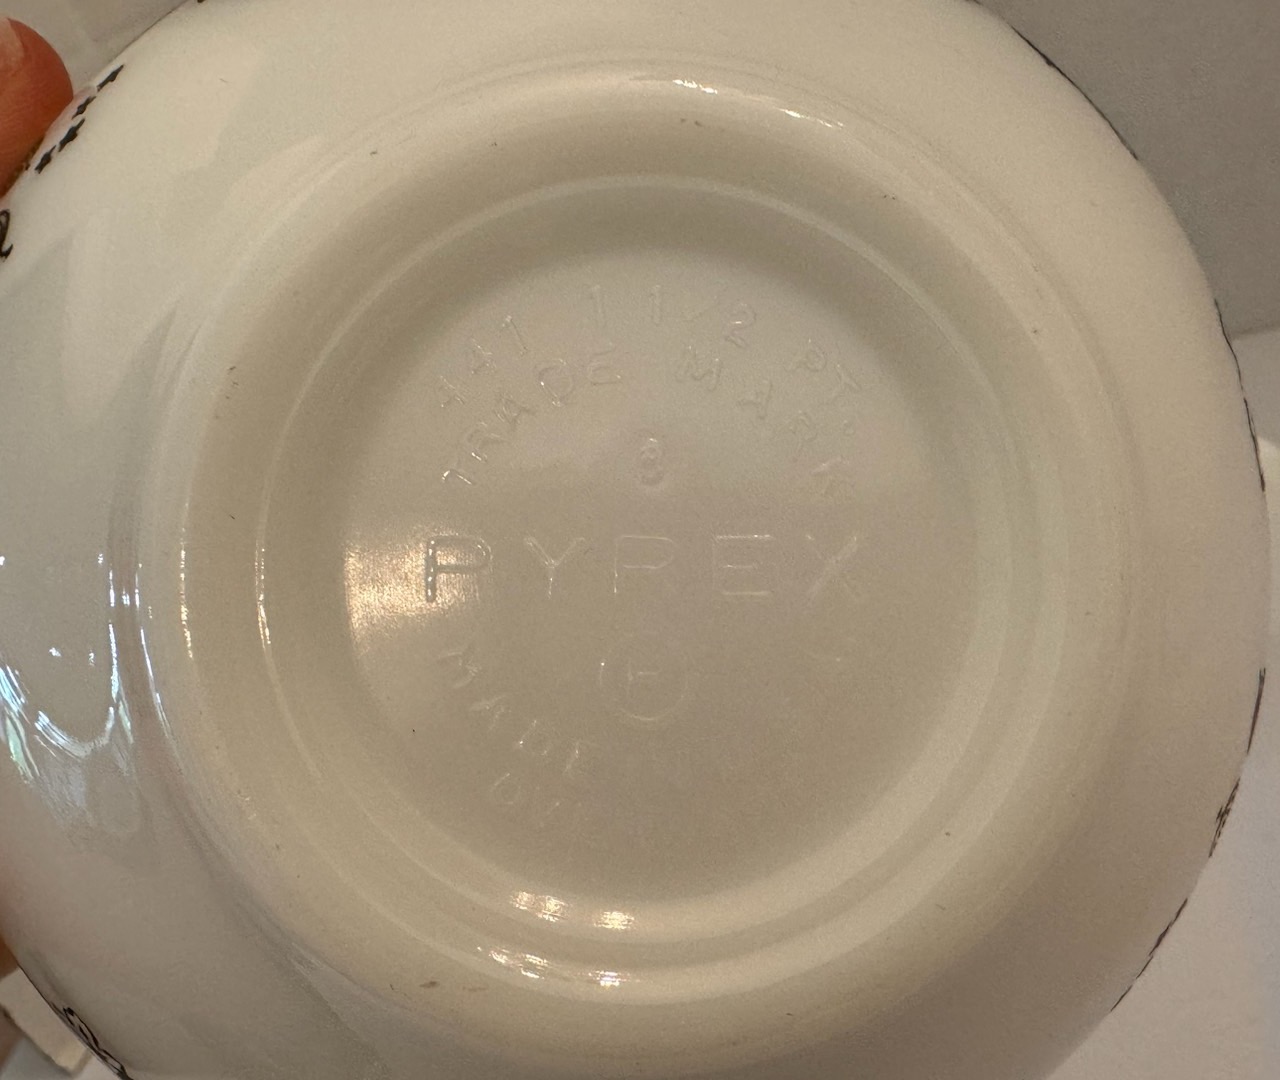 441 1 1/2 PT.
TRADE MARK
8
PYREX
H
MADE